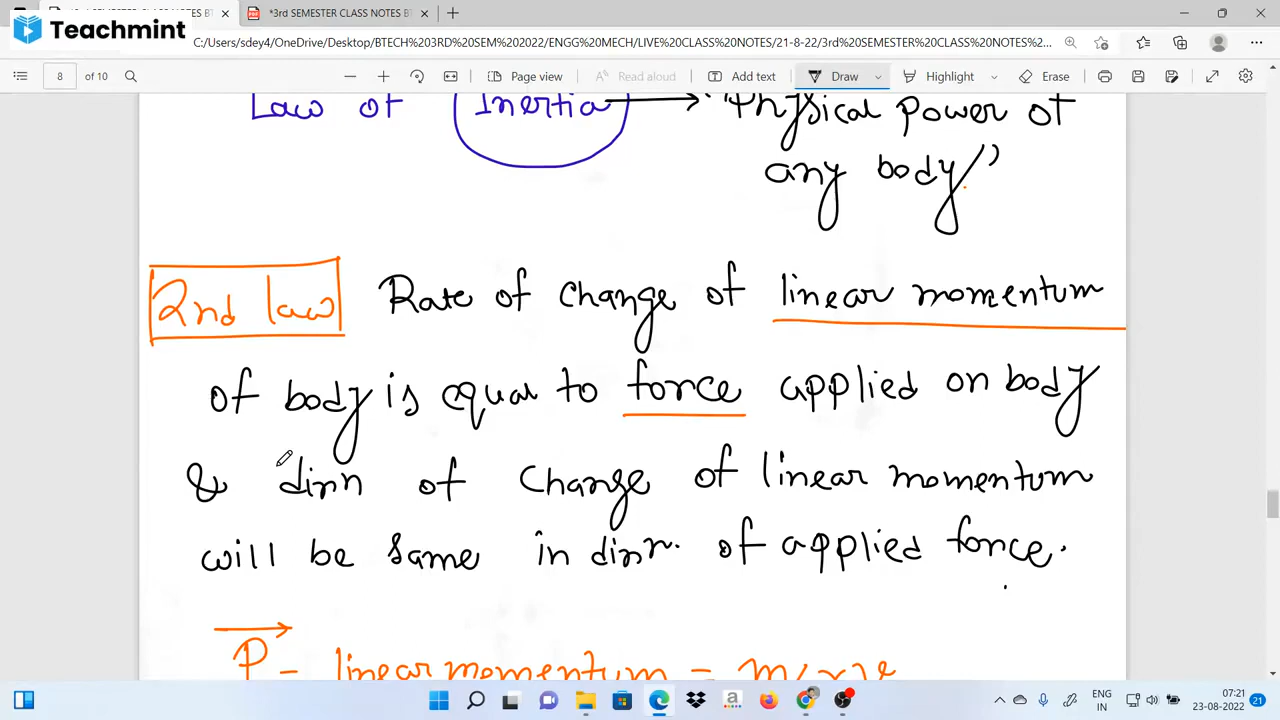 *3rd SEMESTER CLASS NOTES BT
Teachmint
C:/Users/sdey4/OneDrive/Desktop/BTECH%203RD%20SEM%202022/ENGG%20MECH/LIVE%20CLASS%20NOTES/21-8-22/3rd%20SEMESTER%20CLASS%20NOTES%...
8 of 10 Page view Read aloud Add text Draw Highlight Erase
Law of Inertia → "Physical power of
any body"
2nd law Rate of change of linear momentum
of body is equal to force applied on body
& dirn of change of linear momentum
will be same in dirn. of applied force.
P - linear momentum =
ENG 07:21
IN 23-08-2022 21